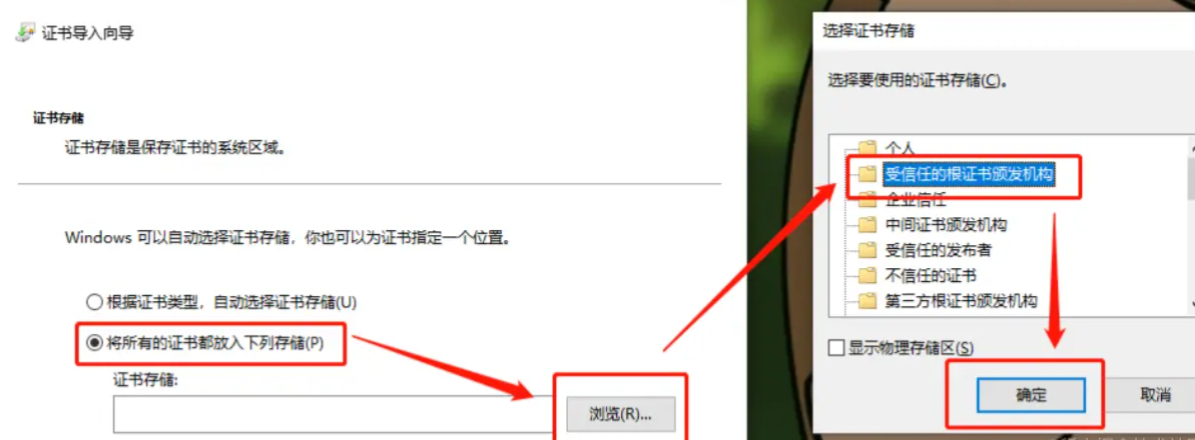 证书导入向导
证书存储
证书存储是保存证书的系统区域。
Windows 可以自动选择证书存储，你也可以为证书指定一个位置。
根据证书类型，自动选择证书存储(U)
将所有的证书都放入下列存储(P)
证书存储:
浏览(R)...
选择证书存储
选择要使用的证书存储(C)。
个人
受信任的根证书颁发机构
企业信任
中间证书颁发机构
受信任的发布者
不信任的证书
第三方根证书颁发机构
显示物理存储区(S)
确定
取消